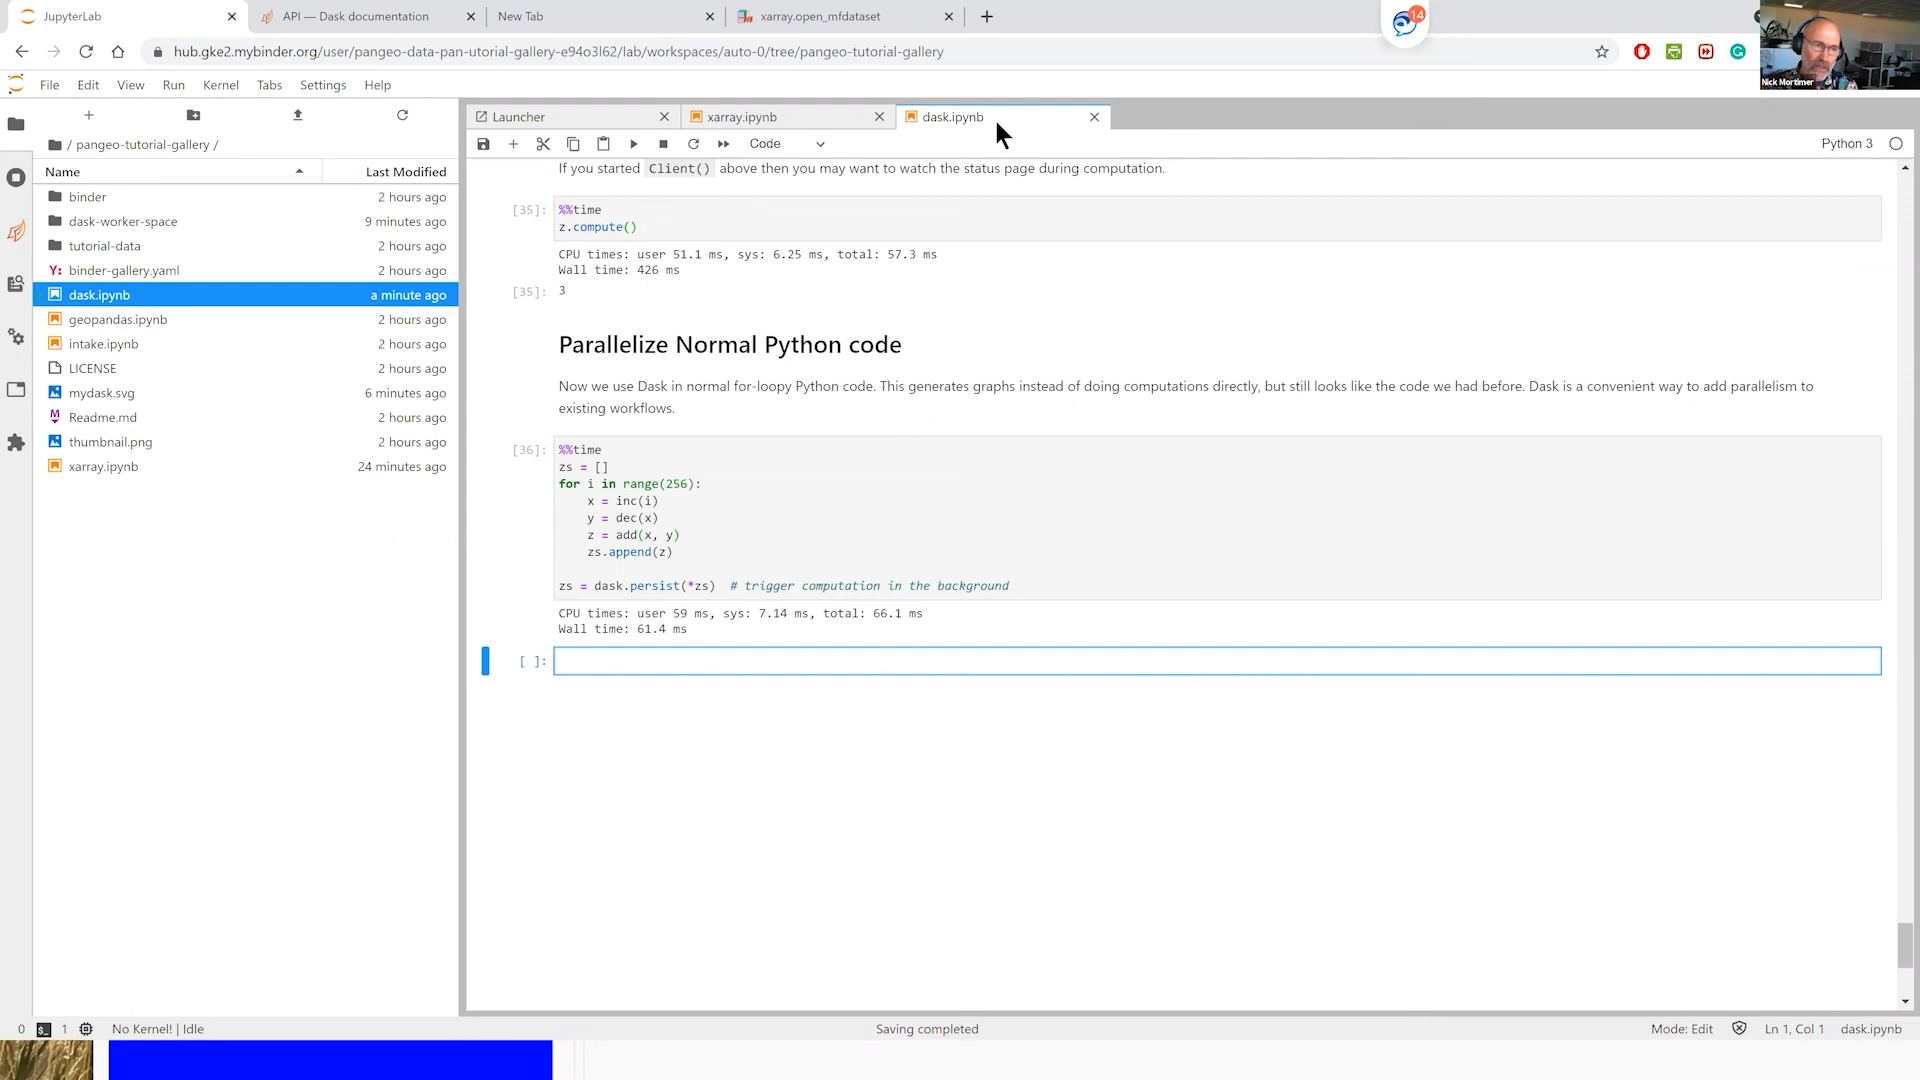 JupyterLab
API — Dask documentation
New Tab
xarray.open_mfdataset
14
hub.gke2.mybinder.org/user/pangeo-data-pan-utorial-gallery-e94o3l62/lab/workspaces/auto-0/tree/pangeo-tutorial-gallery
Nick Mortimer
File Edit View Run Kernel Tabs Settings Help
Launcher
xarray.ipynb
dask.ipynb
/ pangeo-tutorial-gallery /
Code
Python 3
Name Last Modified
binder 2 hours ago
dask-worker-space 9 minutes ago
tutorial-data 2 hours ago
Y: binder-gallery.yaml 2 hours ago
dask.ipynb a minute ago
geopandas.ipynb 2 hours ago
intake.ipynb 2 hours ago
LICENSE 2 hours ago
mydask.svg 6 minutes ago
Readme.md 2 hours ago
thumbnail.png 2 hours ago
xarray.ipynb 24 minutes ago
If you started Client() above then you may want to watch the status page during computation.
[35]: %%time
z.compute()
CPU times: user 51.1 ms, sys: 6.25 ms, total: 57.3 ms
Wall time: 426 ms
[35]: 3
Parallelize Normal Python code
Now we use Dask in normal for-loopy Python code. This generates graphs instead of doing computations directly, but still looks like the code we had before. Dask is a convenient way to add parallelism to
existing workflows.
[36]: %%time
zs = []
for i in range(256):
x = inc(i)
y = dec(x)
z = add(x, y)
zs.append(z)
zs = dask.persist(*zs) # trigger computation in the background
CPU times: user 59 ms, sys: 7.14 ms, total: 66.1 ms
Wall time: 61.4 ms
[ ]:
0 1 No Kernel! | Idle
Saving completed
Mode: Edit Ln 1, Col 1 dask.ipynb